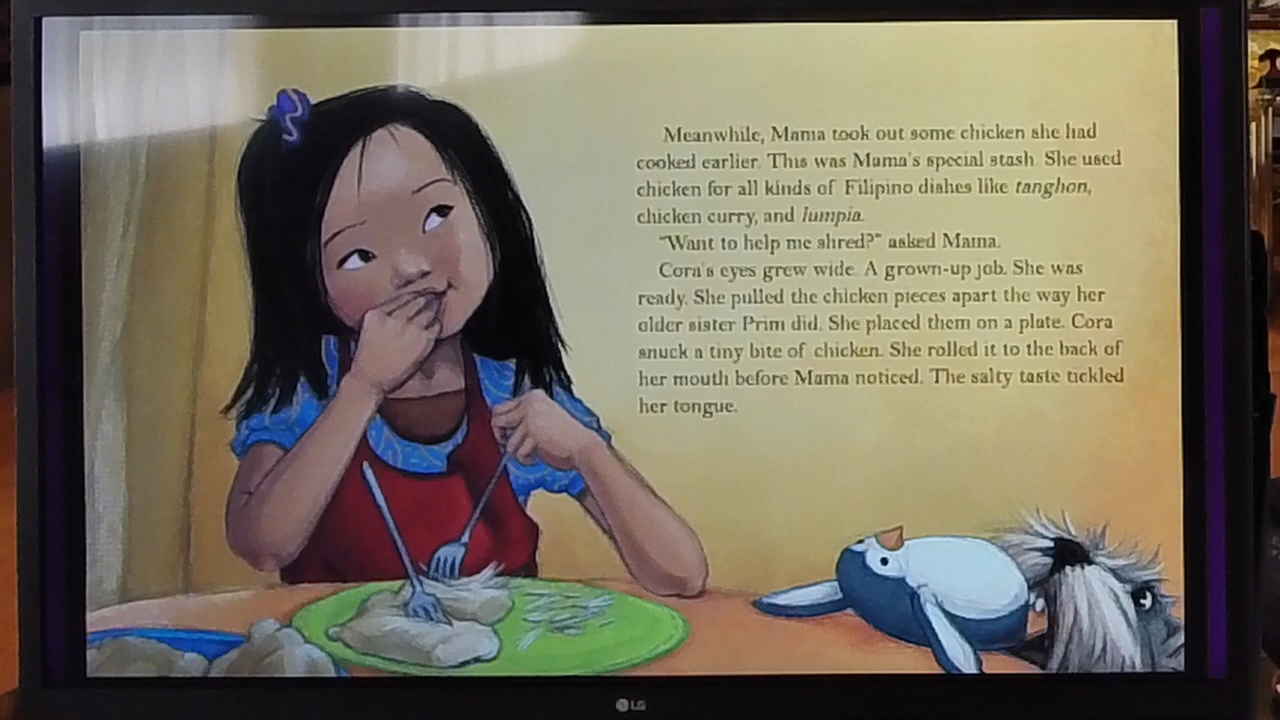 Meanwhile, Mama took out some chicken she had
cooked earlier. This was Mama's special stash. She used
chicken for all kinds of Filipino dishes like tanghon,
chicken curry, and lumpia.
"Want to help me shred?" asked Mama.
Cora's eyes grew wide. A grown-up job. She was
ready. She pulled the chicken pieces apart the way her
older sister Prim did. She placed them on a plate. Cora
snuck a tiny bite of chicken. She rolled it to the back of
her mouth before Mama noticed. The salty taste tickled
her tongue.
LG